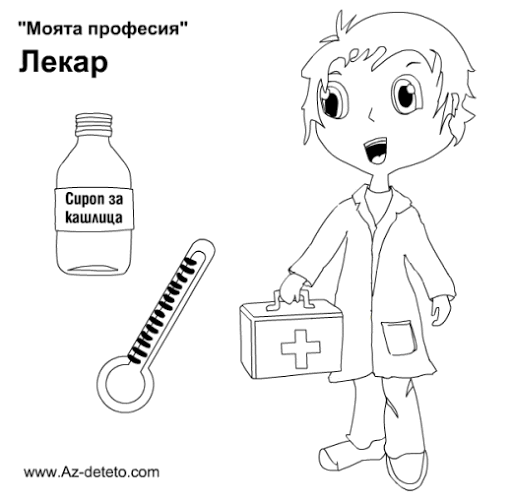 "Моята професия"
Лекар
Сироп за
кашлица
www.Az-deteto.com